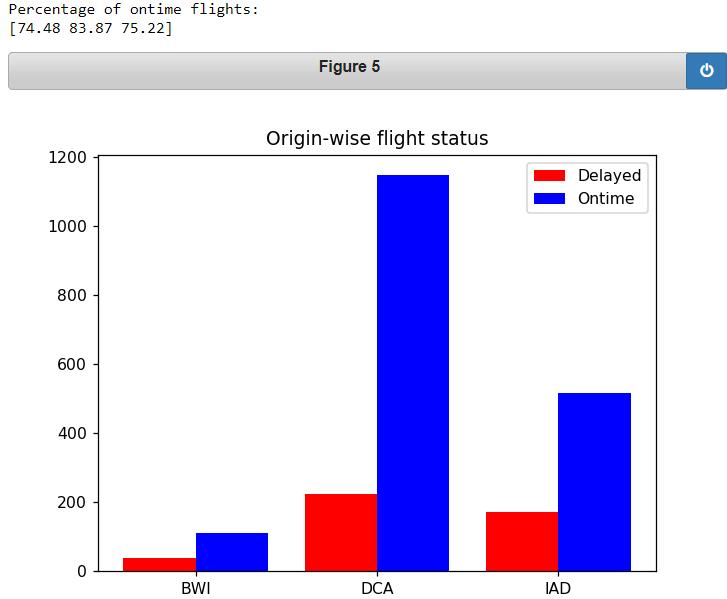 Percentage of ontime flights:
[74.48 83.87 75.22]
Figure 5
Origin-wise flight status
1200
1000
800
600
400
200
0
Delayed
Ontime
BWI DCA IAD